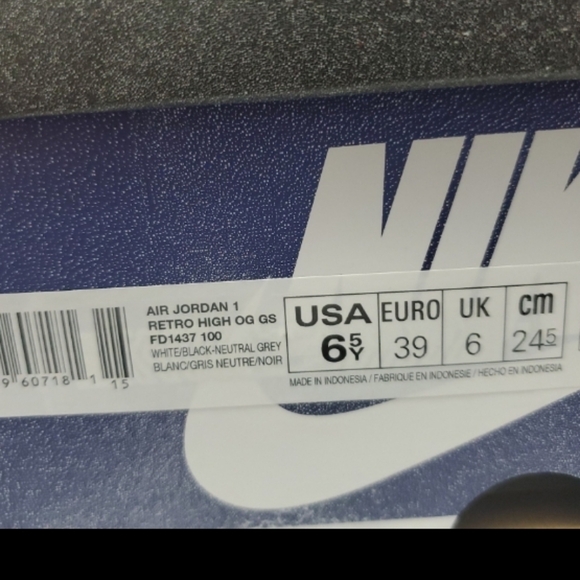 NIK
AIR JORDAN 1
RETRO HIGH OG GS
FD1437 100
WHITE/BLACK-NEUTRAL GREY
BLANC/GRIS NEUTRE/NOIR
9 60718 1 15
USA EURO UK cm
6 5Y 39 6 24 5
MADE IN INDONESIA / FABRIQUE EN INDONESIE / HECHO EN INDONESIA